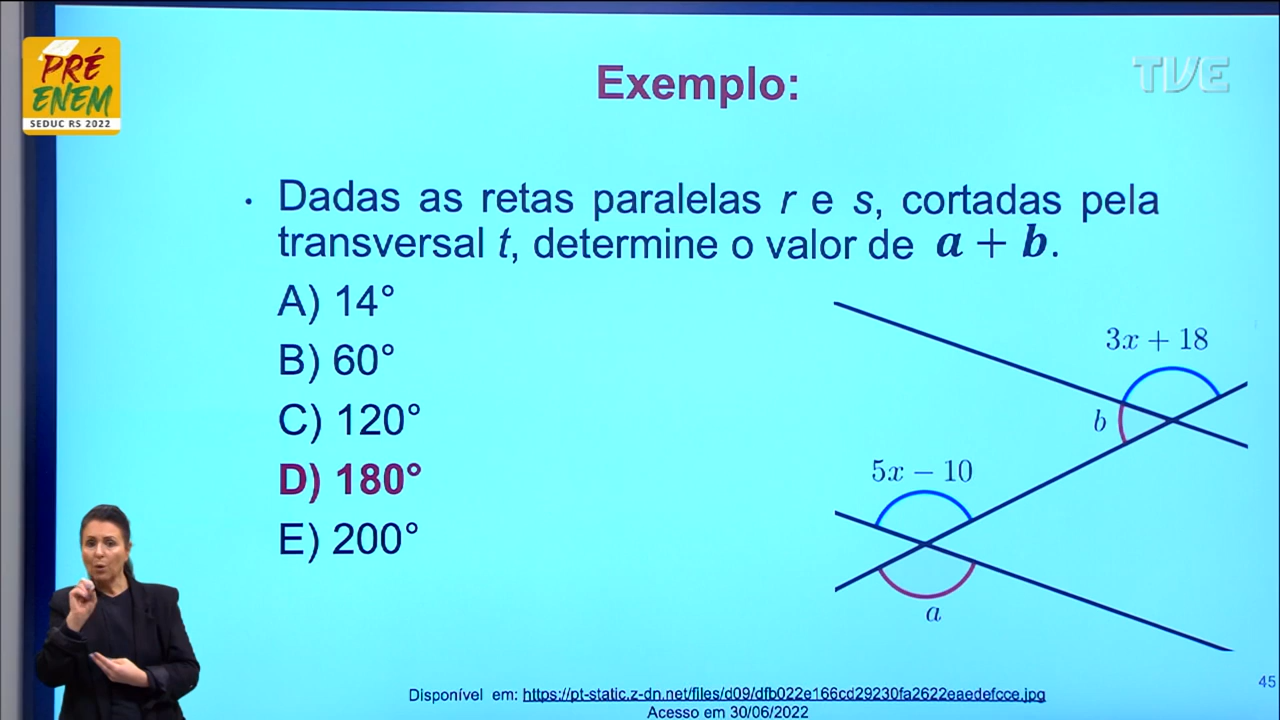 PRÉ
ENEM
SEDUC RS 2022
TVE
Exemplo:
• Dadas as retas paralelas r e s, cortadas pela
transversal t, determine o valor de a + b.
A) 14°
B) 60°
C) 120°
D) 180°
E) 200°
3x + 18
b
5x − 10
a
Disponível em: https://pt-static.z-dn.net/files/d09/dfb022e166cd29230fa2622eaedefcce.jpg
Acesso em 30/06/2022
45